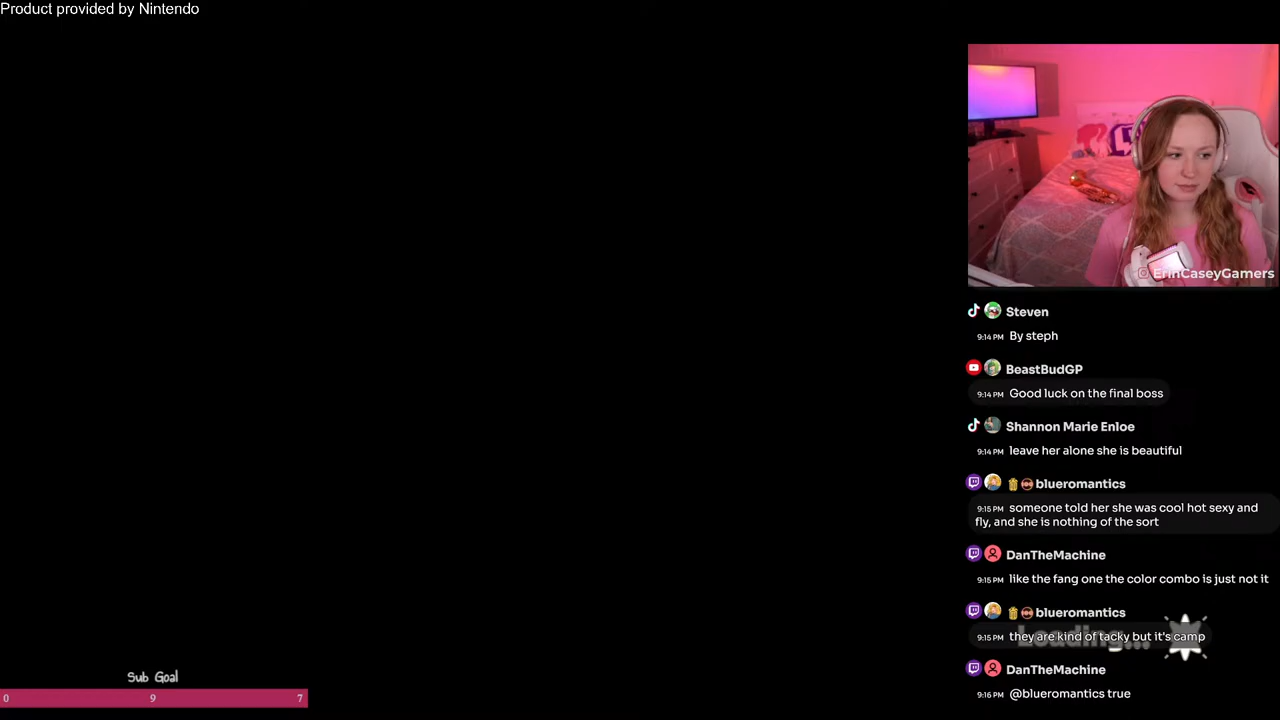 Product provided by Nintendo
ErinCaseyGamers
Steven
9:14 PM By steph
BeastBudGP
9:14 PM Good luck on the final boss
Shannon Marie Enloe
9:14 PM leave her alone she is beautiful
blueromantics
9:15 PM someone told her she was cool hot sexy and
fly, and she is nothing of the sort
DanTheMachine
9:15 PM like the fang one the color combo is just not it
blueromantics
9:15 PM they are kind of tacky but it's camp
Loading...
DanTheMachine
9:16 PM @blueromantics true
Sub Goal
0 9 7